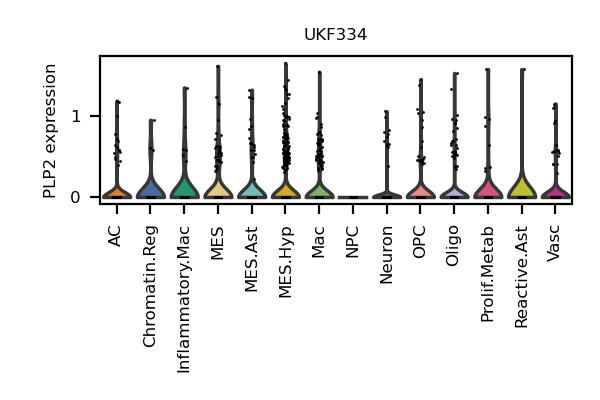 UKF334
PLP2 expression
1
0
AC
Chromatin.Reg
Inflammatory.Mac
MES
MES.Ast
MES.Hyp
Mac
NPC
Neuron
OPC
Oligo
Prolif.Metab
Reactive.Ast
Vasc